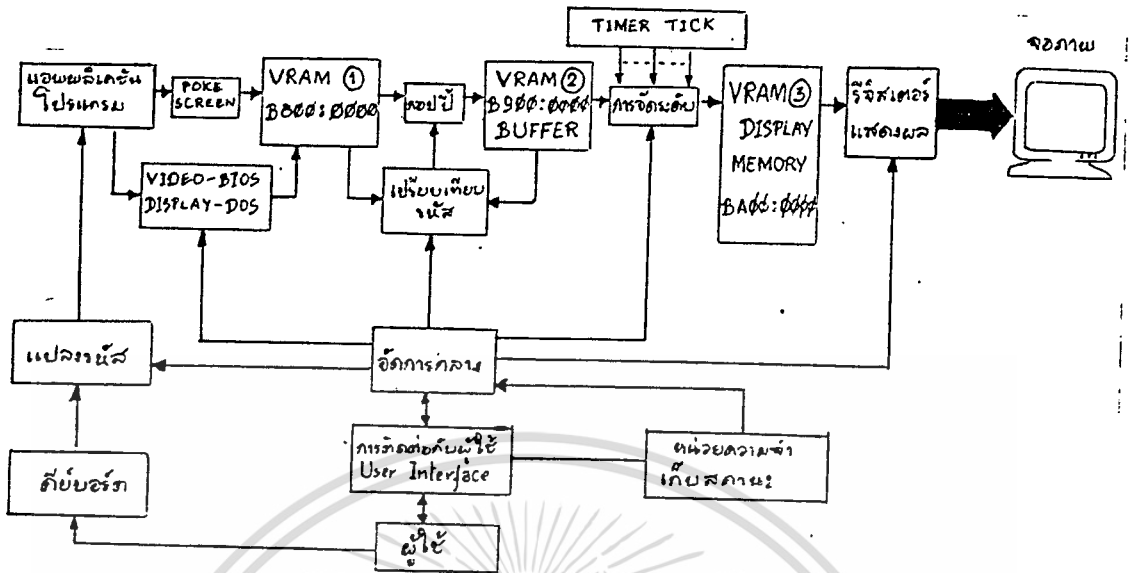 TIMER TICK
จอภาพ
แอพพลิเคชัน
โปรแกรม
POKE
SCREEN
VRAM ①
B8ØØ:ØØØØ
กอปปี้
VRAM ②
B9ØØ:ØØØØ
BUFFER
การจัดระดับ
VRAM ③
DISPLAY
MEMORY
BAØØ:ØØØØ
รีจิสเตอร์
แสดงผล
VIDEO-BIOS
DISPLAY-DOS
เปรียบเทียบ
รหัส
แปลงรหัส
จัดการกลาง
คีย์บอร์ด
การติดต่อกับผู้ใช้
User Interface
หน่วยความจำ
เก็บสถานะ
ผู้ใช้